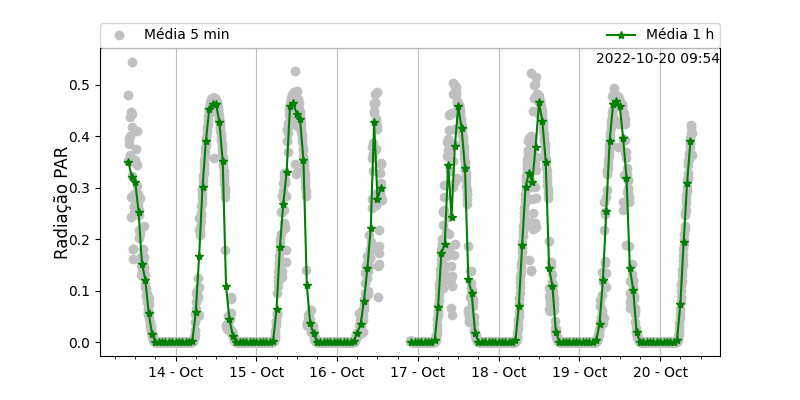 Média 5 min
Média 1 h
2022-10-20 09:54
Radiação PAR
0.5
0.4
0.3
0.2
0.1
0.0
14 - Oct
15 - Oct
16 - Oct
17 - Oct
18 - Oct
19 - Oct
20 - Oct